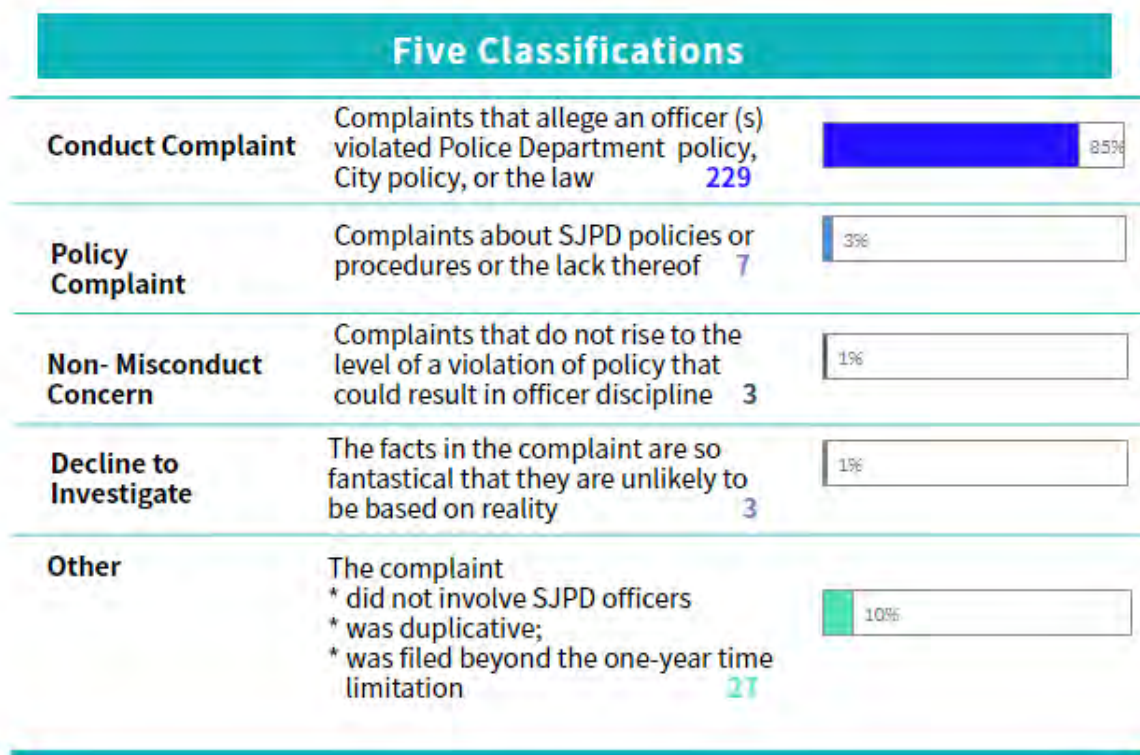 Five Classifications
Conduct Complaint
Complaints that allege an officer (s)
violated Police Department policy,
City policy, or the law 229
85%
Policy
Complaint
Complaints about SJPD policies or
procedures or the lack thereof 7
3%
Non- Misconduct
Concern
Complaints that do not rise to the
level of a violation of policy that
could result in officer discipline 3
1%
Decline to
Investigate
The facts in the complaint are so
fantastical that they are unlikely to
be based on reality 3
1%
Other
The complaint
* did not involve SJPD officers
* was duplicative;
* was filed beyond the one-year time
limitation 27
10%